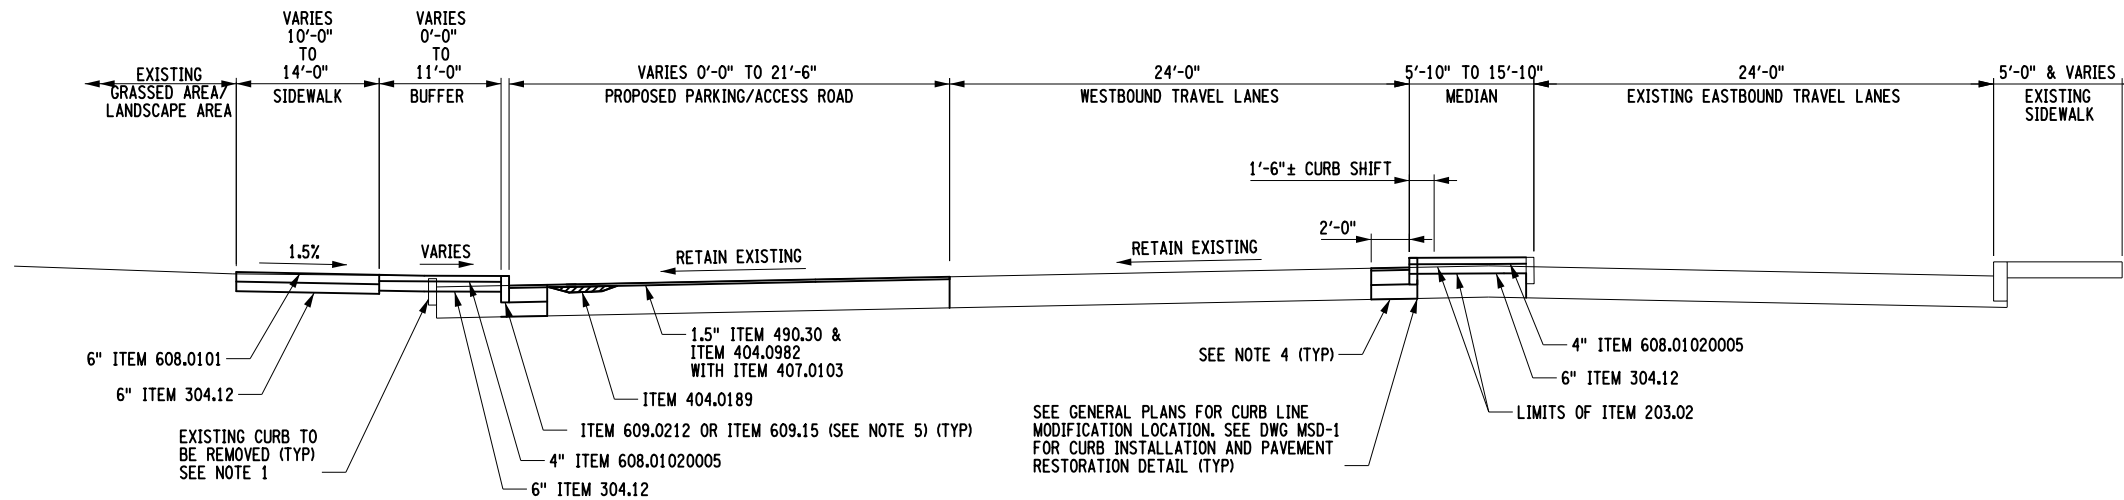 VARIES
10'-0"
TO
14'-0"
SIDEWALK
VARIES
0'-0"
TO
11'-0"
BUFFER
EXISTING
GRASSED AREA/
LANDSCAPE AREA
VARIES 0'-0" TO 21'-6"
PROPOSED PARKING/ACCESS ROAD
24'-0"
WESTBOUND TRAVEL LANES
5'-10" TO 15'-10"
MEDIAN
24'-0"
EXISTING EASTBOUND TRAVEL LANES
5'-0" & VARIES
EXISTING
SIDEWALK
1'-6"± CURB SHIFT
2'-0"
1.5%
VARIES
RETAIN EXISTING
RETAIN EXISTING
6" ITEM 608.0101
6" ITEM 304.12
EXISTING CURB TO
BE REMOVED (TYP)
SEE NOTE 1
1.5" ITEM 490.30 &
ITEM 404.0982
WITH ITEM 407.0103
ITEM 404.0189
ITEM 609.0212 OR ITEM 609.15 (SEE NOTE 5) (TYP)
4" ITEM 608.01020005
6" ITEM 304.12
SEE NOTE 4 (TYP)
SEE GENERAL PLANS FOR CURB LINE
MODIFICATION LOCATION. SEE DWG MSD-1
FOR CURB INSTALLATION AND PAVEMENT
RESTORATION DETAIL (TYP)
4" ITEM 608.01020005
6" ITEM 304.12
LIMITS OF ITEM 203.02